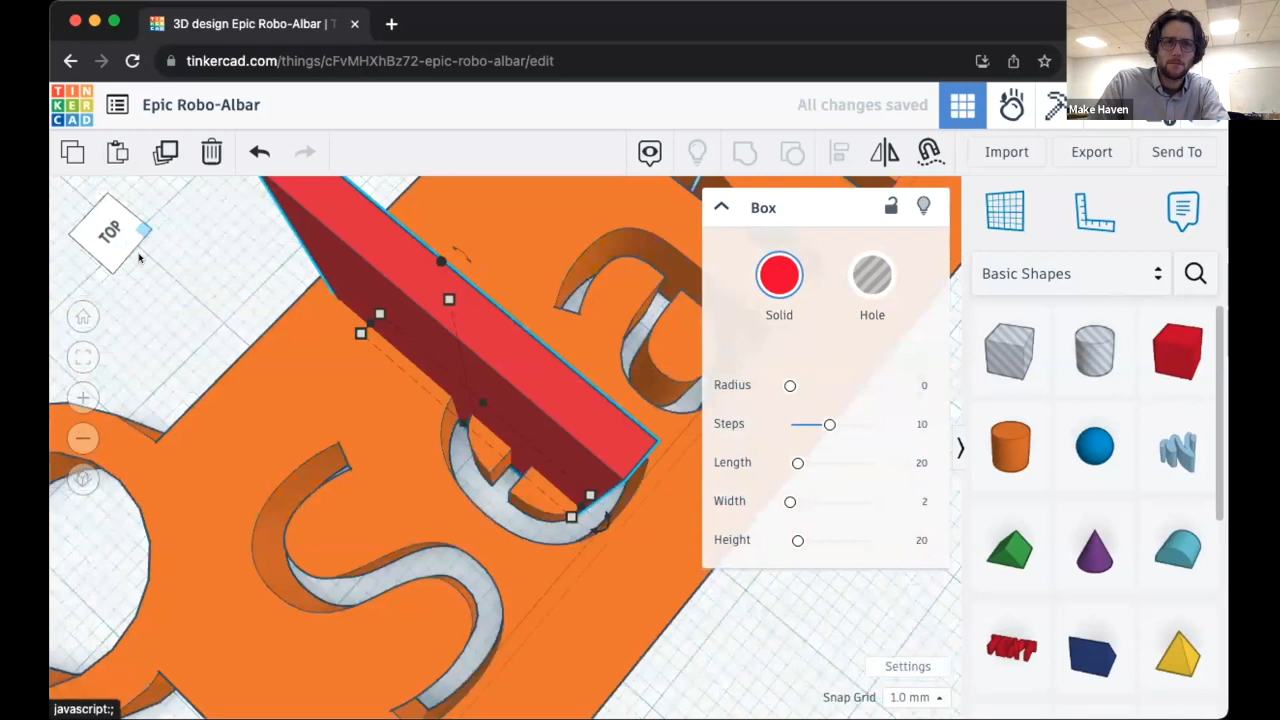 3D design Epic Robo-Albar | T
tinkercad.com/things/cFvMHXhBz72-epic-robo-albar/edit
Make Haven
TIN
KER
CAD
Epic Robo-Albar
All changes saved
Import
Export
Send To
TOP
Box
Solid
Hole
Radius
0
Steps
10
Length
20
Width
2
Height
20
Basic Shapes
TEXT
Settings
Snap Grid
1.0 mm
javascript:;
s
e
a